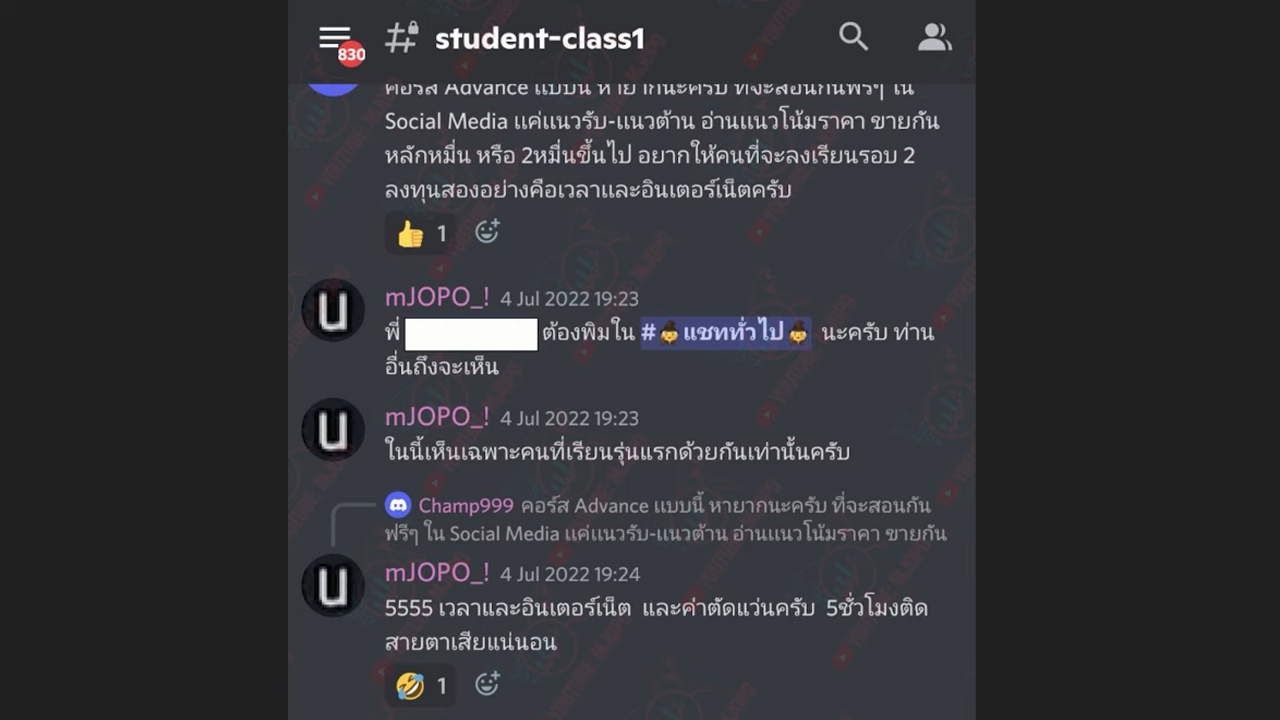 830
student-class1
คอร์ส Advance แบบนี้ หายากนะครับ ที่จะสอนกันฟรีๆ ใน
Social Media แค่แนวรับ-แนวต้าน อ่านแนวโน้มราคา ขายกัน
หลักหมื่น หรือ 2หมื่นขึ้นไป อยากให้คนที่จะลงเรียนรอบ 2
ลงทุนสองอย่างคือเวลาและอินเตอร์เน็ตครับ
👍 1
mJOPO_! 4 Jul 2022 19:23
พี่ ต้องพิมใน #🧙แชททั่วไป🧙 นะครับ ท่าน
อื่นถึงจะเห็น
mJOPO_! 4 Jul 2022 19:23
ในนี้เห็นเฉพาะคนที่เรียนรุ่นแรกด้วยกันเท่านั้นครับ
Champ999 คอร์ส Advance แบบนี้ หายากนะครับ ที่จะสอนกัน
ฟรีๆ ใน Social Media แค่แนวรับ-แนวต้าน อ่านแนวโน้มราคา ขายกัน
mJOPO_! 4 Jul 2022 19:24
5555 เวลาและอินเตอร์เน็ต และค่าตัดแว่นครับ 5ชั่วโมงติด
สายตาเสียแน่นอน
🤣 1